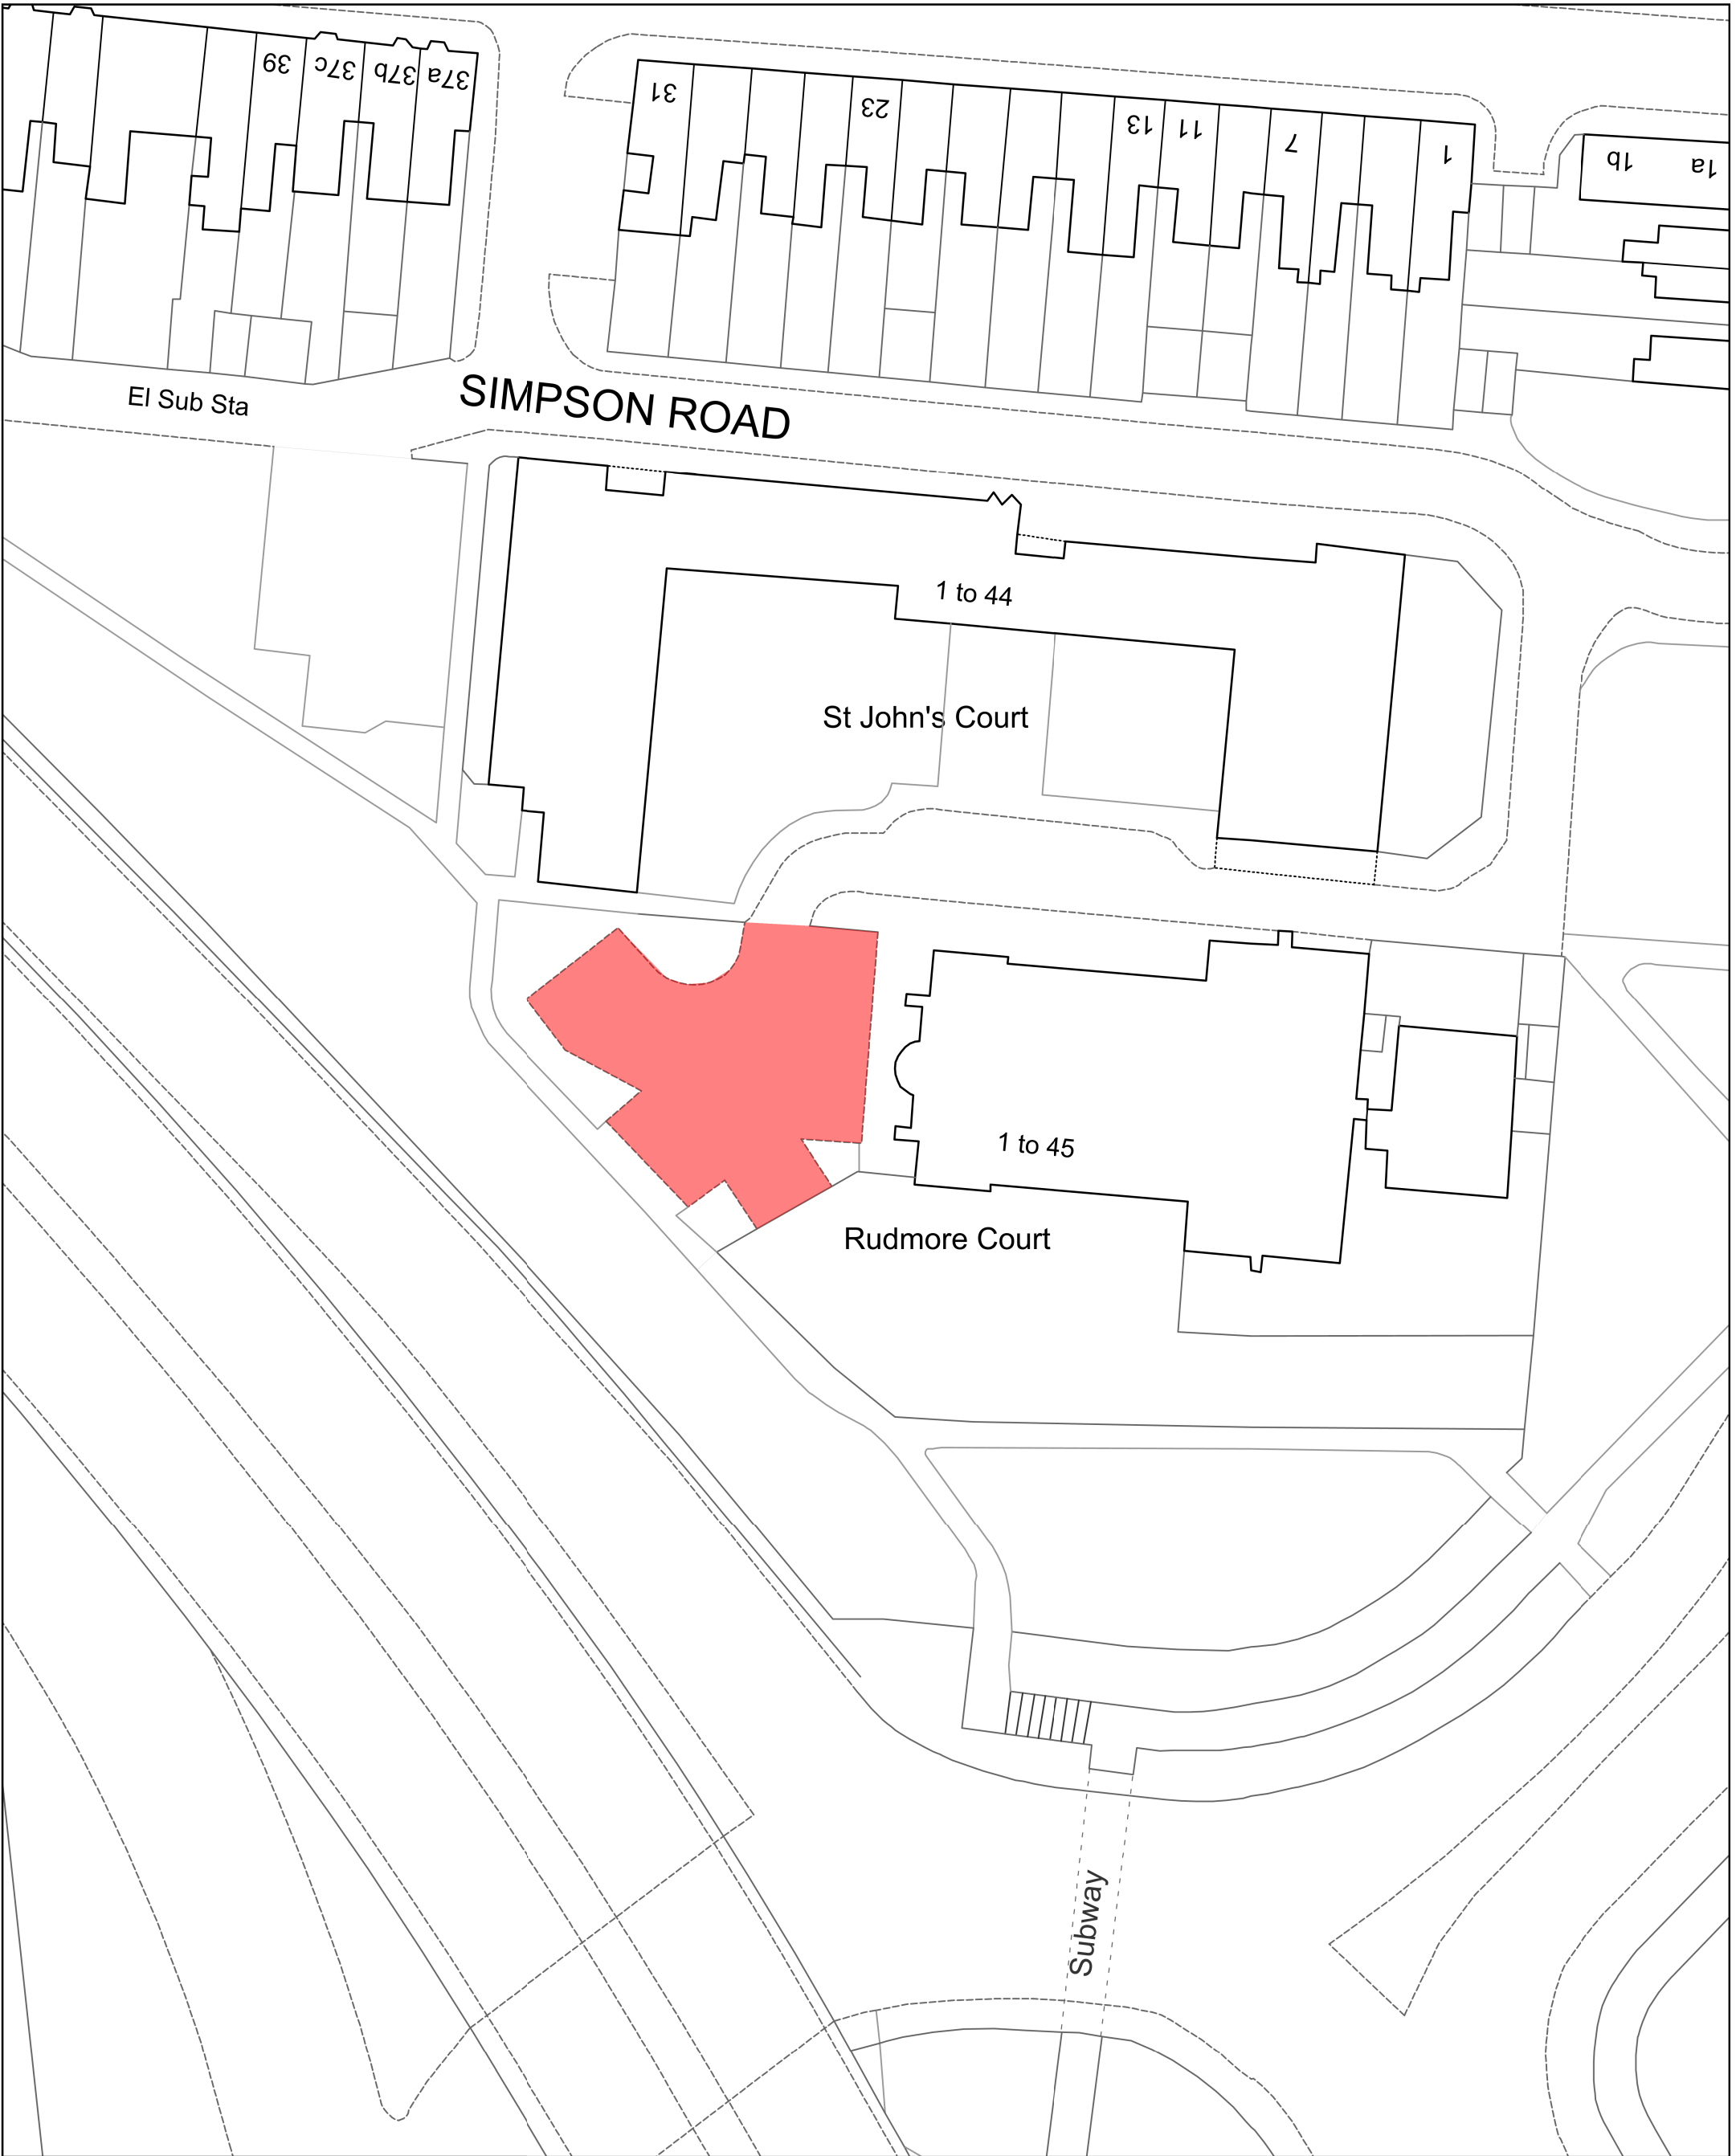 39
37c
37b
37a
31
23
13
11
7
1
1b
1a
El Sub Sta
SIMPSON ROAD
1 to 44
St John's Court
1 to 45
Rudmore Court
Subway